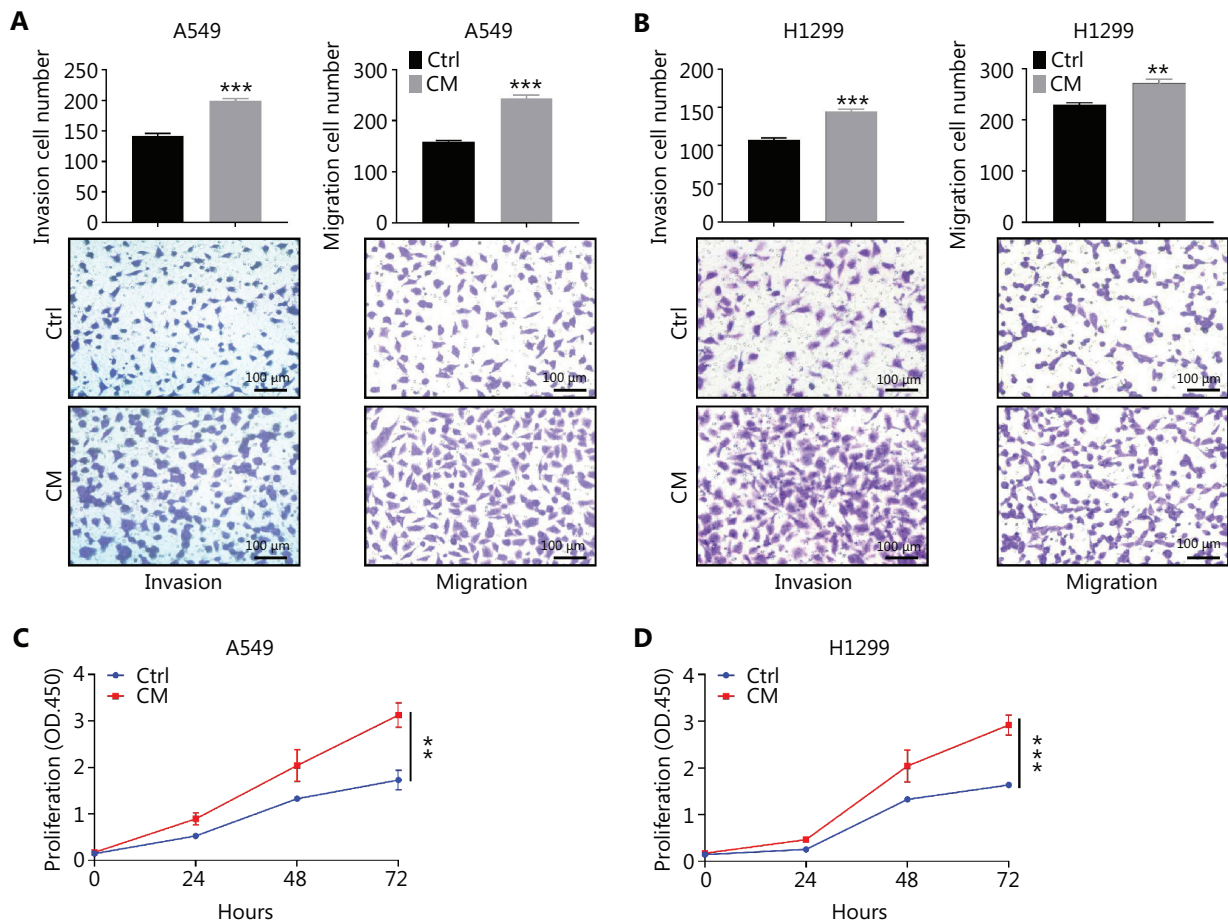 A
A549
Invasion cell number
250
200
150
100
50
0
***
A549
Migration cell number
300
200
100
0
Ctrl
CM
***
B
H1299
Invasion cell number
200
150
100
50
0
***
H1299
Migration cell number
300
200
100
0
Ctrl
CM
**
Ctrl
100 μm
100 μm
Ctrl
100 μm
100 μm
CM
100 μm
100 μm
CM
100 μm
100 μm
Invasion
Migration
Invasion
Migration
C
A549
Proliferation (OD.450)
4
3
2
1
0
Ctrl
CM
**
0 24 48 72
Hours
D
H1299
Proliferation (OD.450)
4
3
2
1
0
Ctrl
CM
***
0 24 48 72
Hours